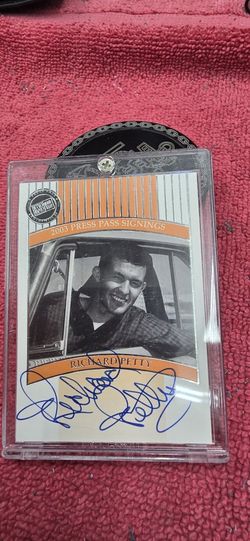 2003 PRESS PASS SIGNINGS
RICHARD PETTY
Richard Petty